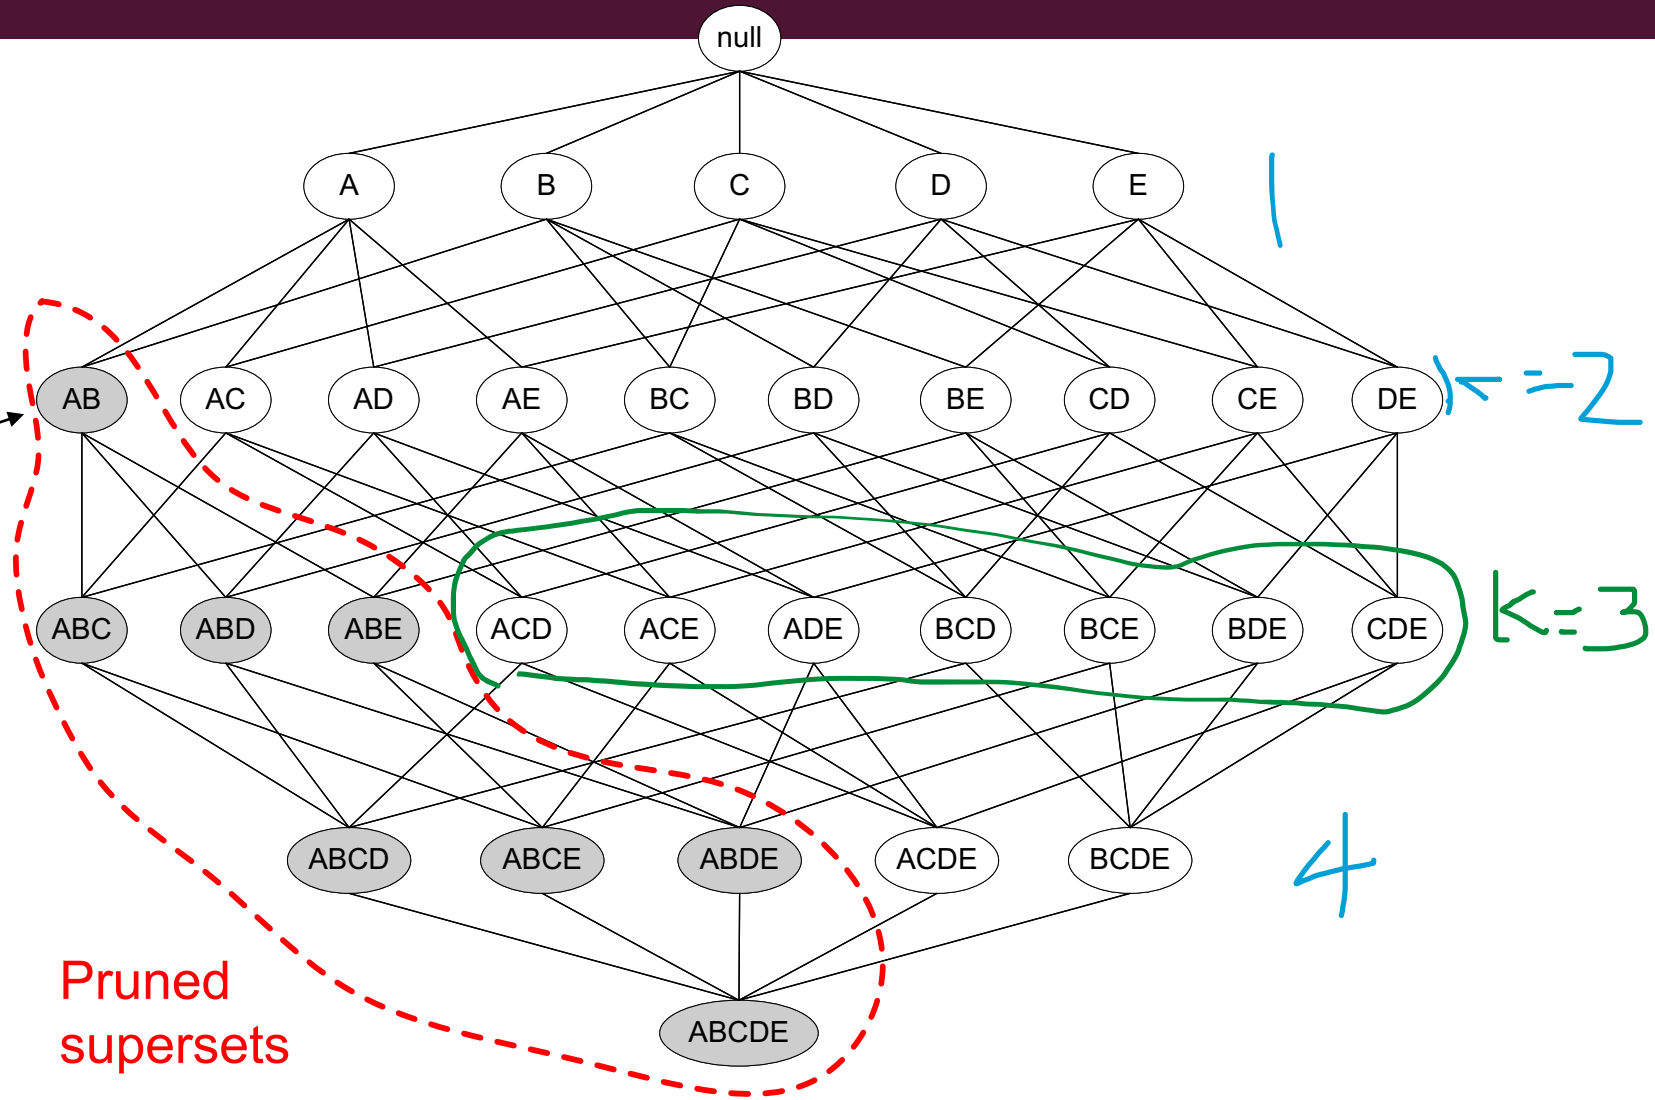 null
A B C D E
1
AB AC AD AE BC BD BE CD CE DE
k = 2
ABC ABD ABE ACD ACE ADE BCD BCE BDE CDE
k = 3
ABCD ABCE ABDE ACDE BCDE
4
Pruned
supersets
ABCDE